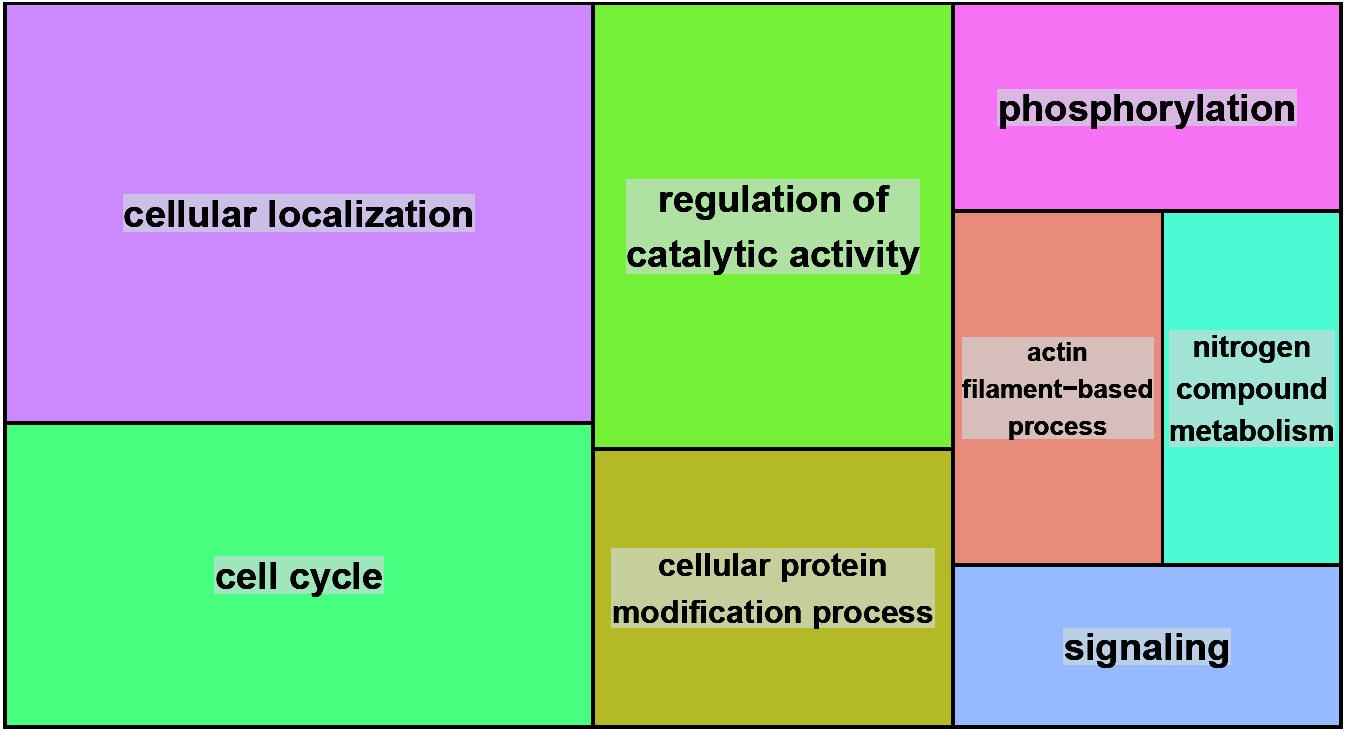 cellular localization
cell cycle
regulation of
catalytic activity
cellular protein
modification process
phosphorylation
actin
filament−based
process
nitrogen
compound
metabolism
signaling